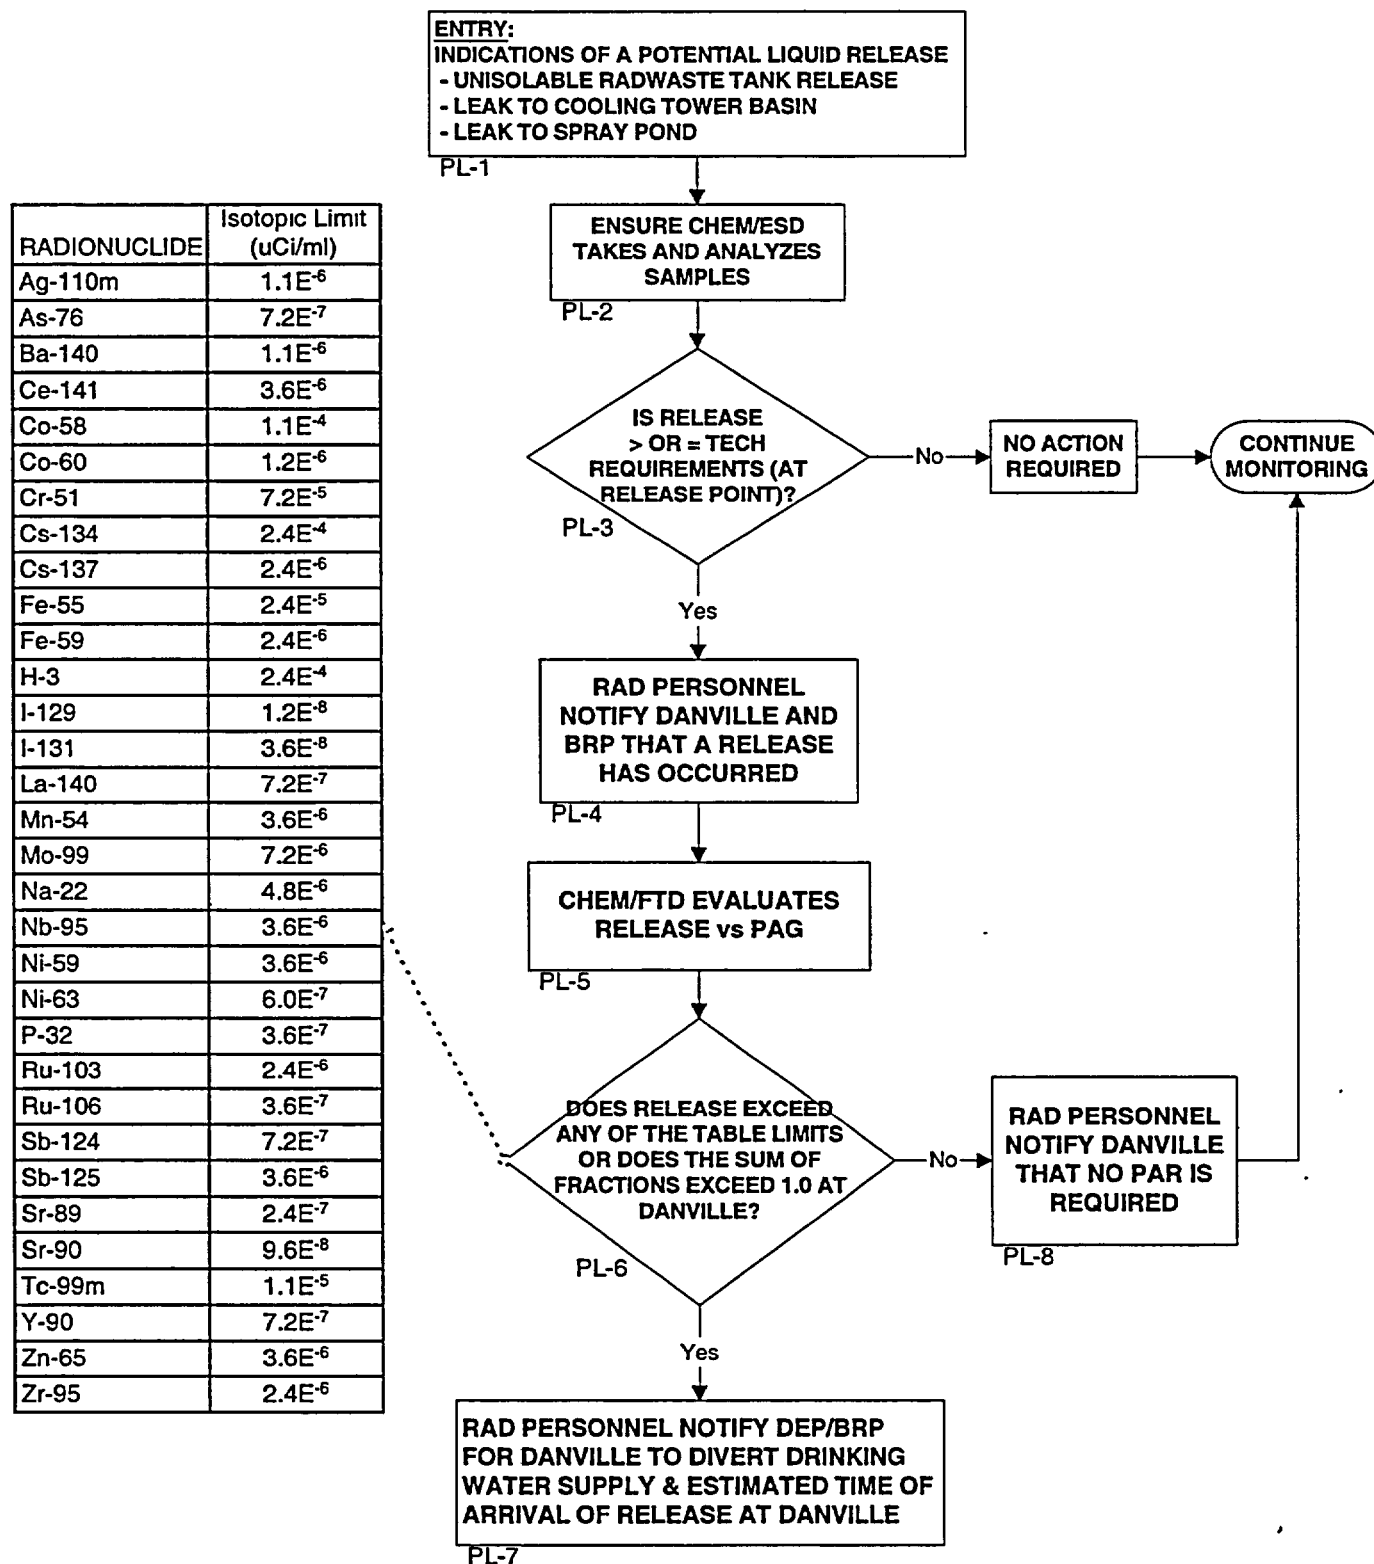 ENTRY:
INDICATIONS OF A POTENTIAL LIQUID RELEASE
- UNISOLABLE RADWASTE TANK RELEASE
- LEAK TO COOLING TOWER BASIN
- LEAK TO SPRAY POND
PL-1
ENSURE CHEM/ESD
TAKES AND ANALYZES
SAMPLES
PL-2
IS RELEASE
> OR = TECH
REQUIREMENTS (AT
RELEASE POINT)?
PL-3
No
NO ACTION
REQUIRED
CONTINUE
MONITORING
Yes
RAD PERSONNEL
NOTIFY DANVILLE AND
BRP THAT A RELEASE
HAS OCCURRED
PL-4
CHEM/FTD EVALUATES
RELEASE vs PAG
PL-5
DOES RELEASE EXCEED
ANY OF THE TABLE LIMITS
OR DOES THE SUM OF
FRACTIONS EXCEED 1.0 AT
DANVILLE?
PL-6
No
RAD PERSONNEL
NOTIFY DANVILLE
THAT NO PAR IS
REQUIRED
PL-8
Yes
RAD PERSONNEL NOTIFY DEP/BRP
FOR DANVILLE TO DIVERT DRINKING
WATER SUPPLY & ESTIMATED TIME OF
ARRIVAL OF RELEASE AT DANVILLE
PL-7
RADIONUCLIDE Isotopic Limit (uCi/ml)
Ag-110m 1.1E-6
As-76 7.2E-7
Ba-140 1.1E-6
Ce-141 3.6E-6
Co-58 1.1E-4
Co-60 1.2E-6
Cr-51 7.2E-5
Cs-134 2.4E-4
Cs-137 2.4E-6
Fe-55 2.4E-5
Fe-59 2.4E-6
H-3 2.4E-4
I-129 1.2E-8
I-131 3.6E-8
La-140 7.2E-7
Mn-54 3.6E-6
Mo-99 7.2E-6
Na-22 4.8E-6
Nb-95 3.6E-6
Ni-59 3.6E-6
Ni-63 6.0E-7
P-32 3.6E-7
Ru-103 2.4E-6
Ru-106 3.6E-7
Sb-124 7.2E-7
Sb-125 3.6E-6
Sr-89 2.4E-7
Sr-90 9.6E-8
Tc-99m 1.1E-5
Y-90 7.2E-7
Zn-65 3.6E-6
Zr-95 2.4E-6